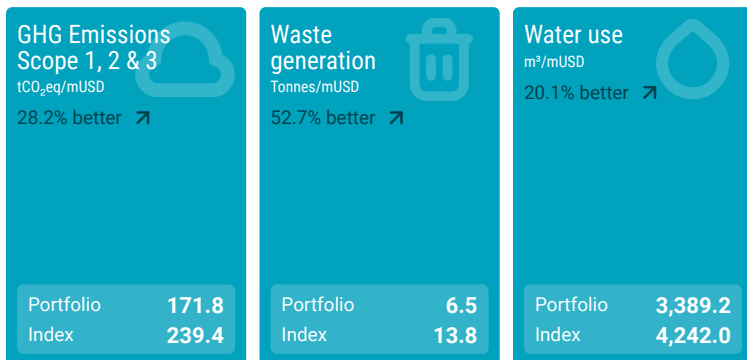 GHG Emissions
Scope 1, 2 & 3
tCO₂eq/mUSD
28.2% better
Portfolio 171.8
Index 239.4
Waste
generation
Tonnes/mUSD
52.7% better
Portfolio 6.5
Index 13.8
Water use
m³/mUSD
20.1% better
Portfolio 3,389.2
Index 4,242.0